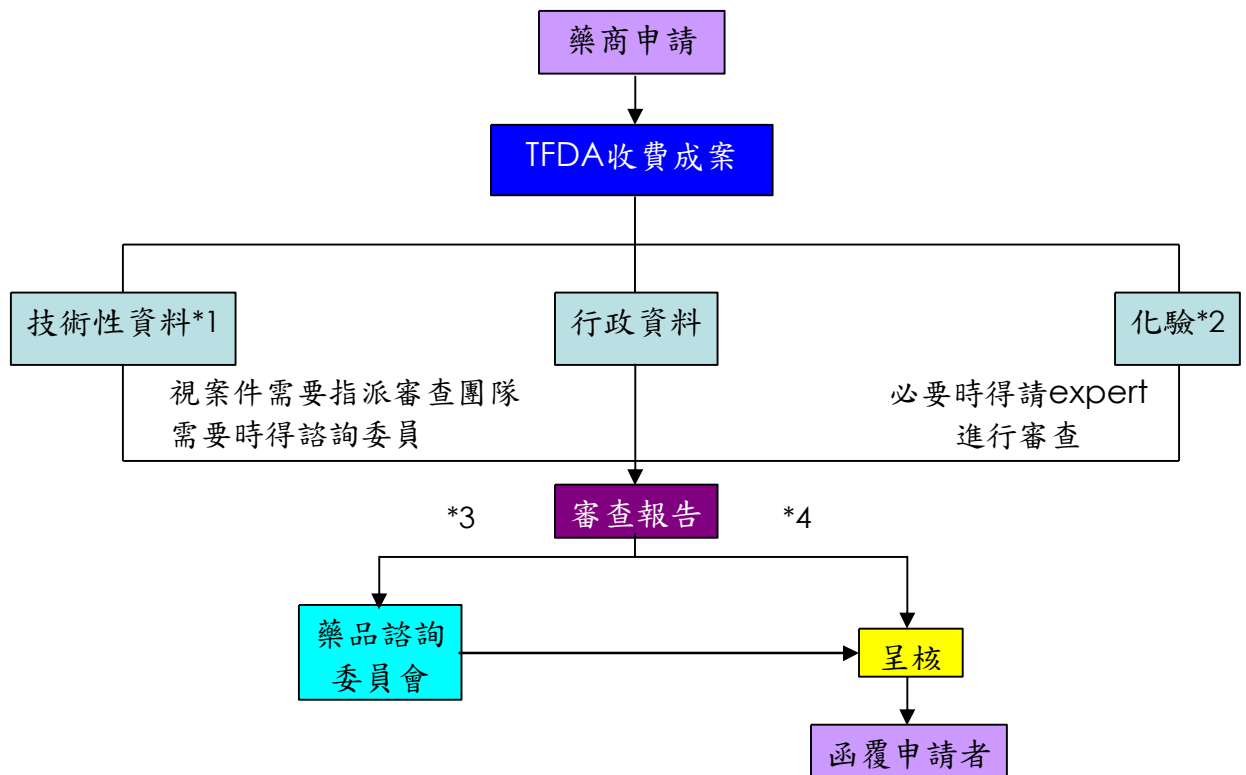 藥商申請
TFDA收費成案
技術性資料*1
行政資料
化驗*2
視案件需要指派審查團隊
需要時得諮詢委員
必要時得請expert
進行審查
*3
審查報告
*4
藥品諮詢
委員會
呈核
函覆申請者